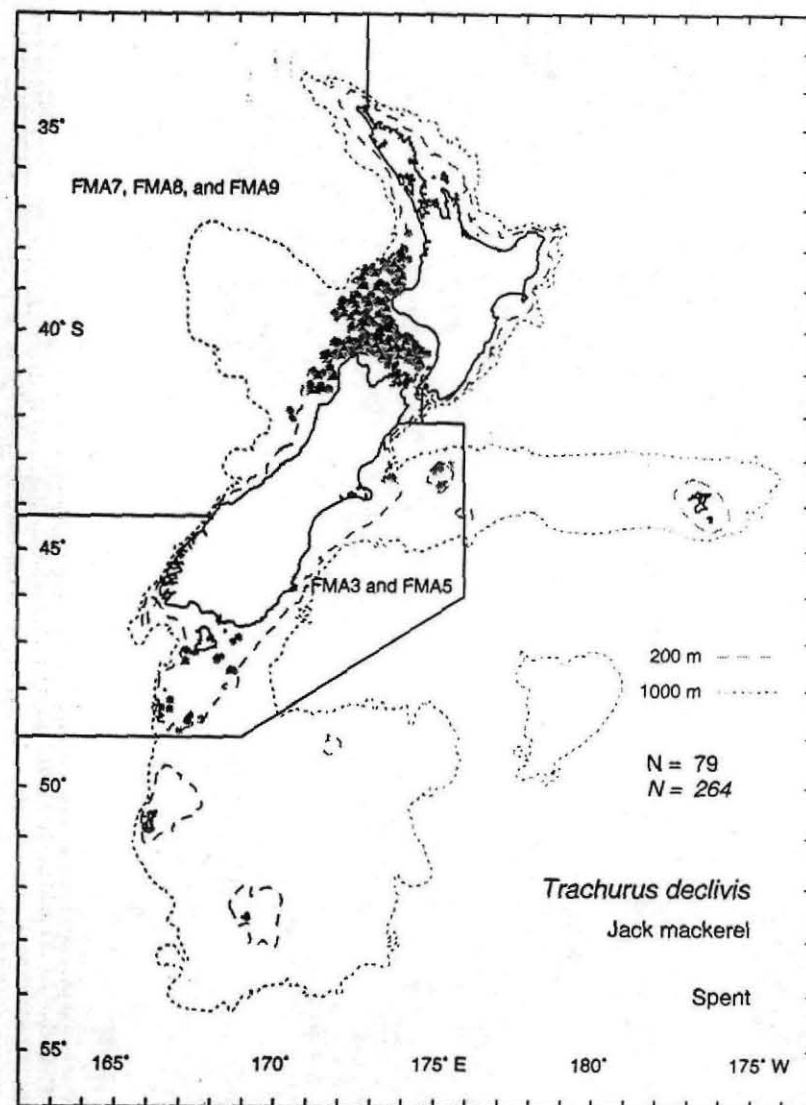 35°
FMA7, FMA8, and FMA9
40° S
45°
FMA3 and FMA5
200 m
1000 m
N = 79
N = 264
50°
Trachurus declivis
Jack mackerel
Spent
55°
165° 170° 175° E 180° 175° W